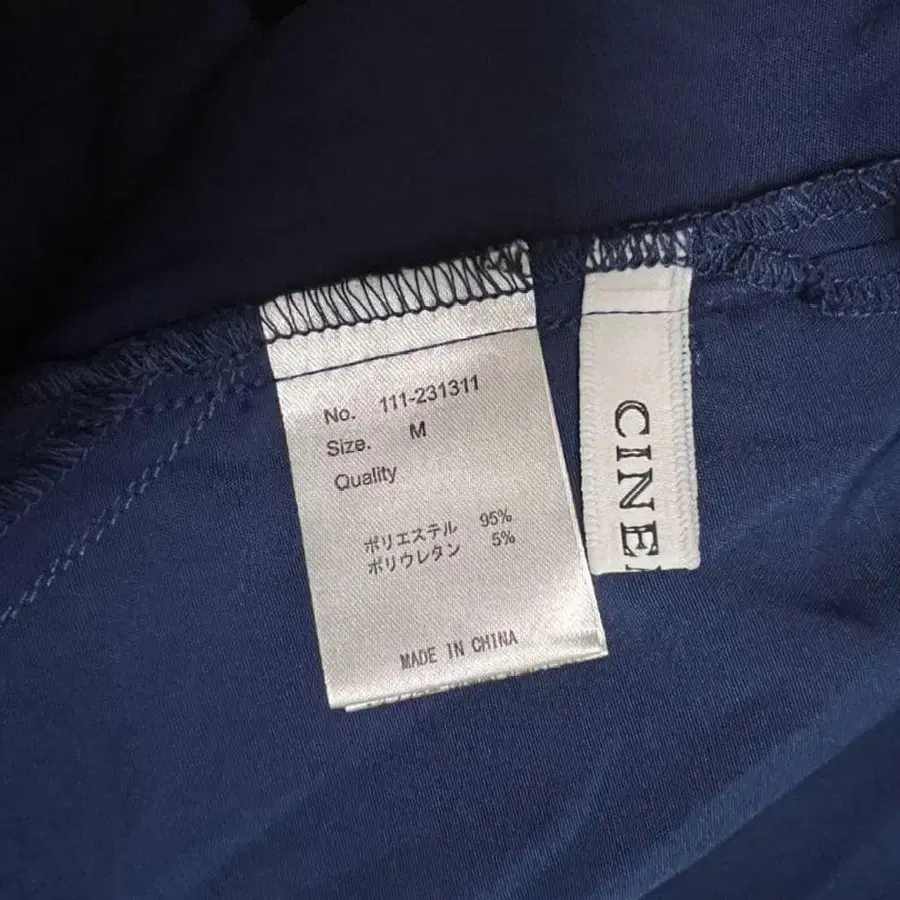 No. 111-231311
Size. M
Quality
ポリエステル 95%
ポリウレタン 5%
MADE IN CHINA
CINE